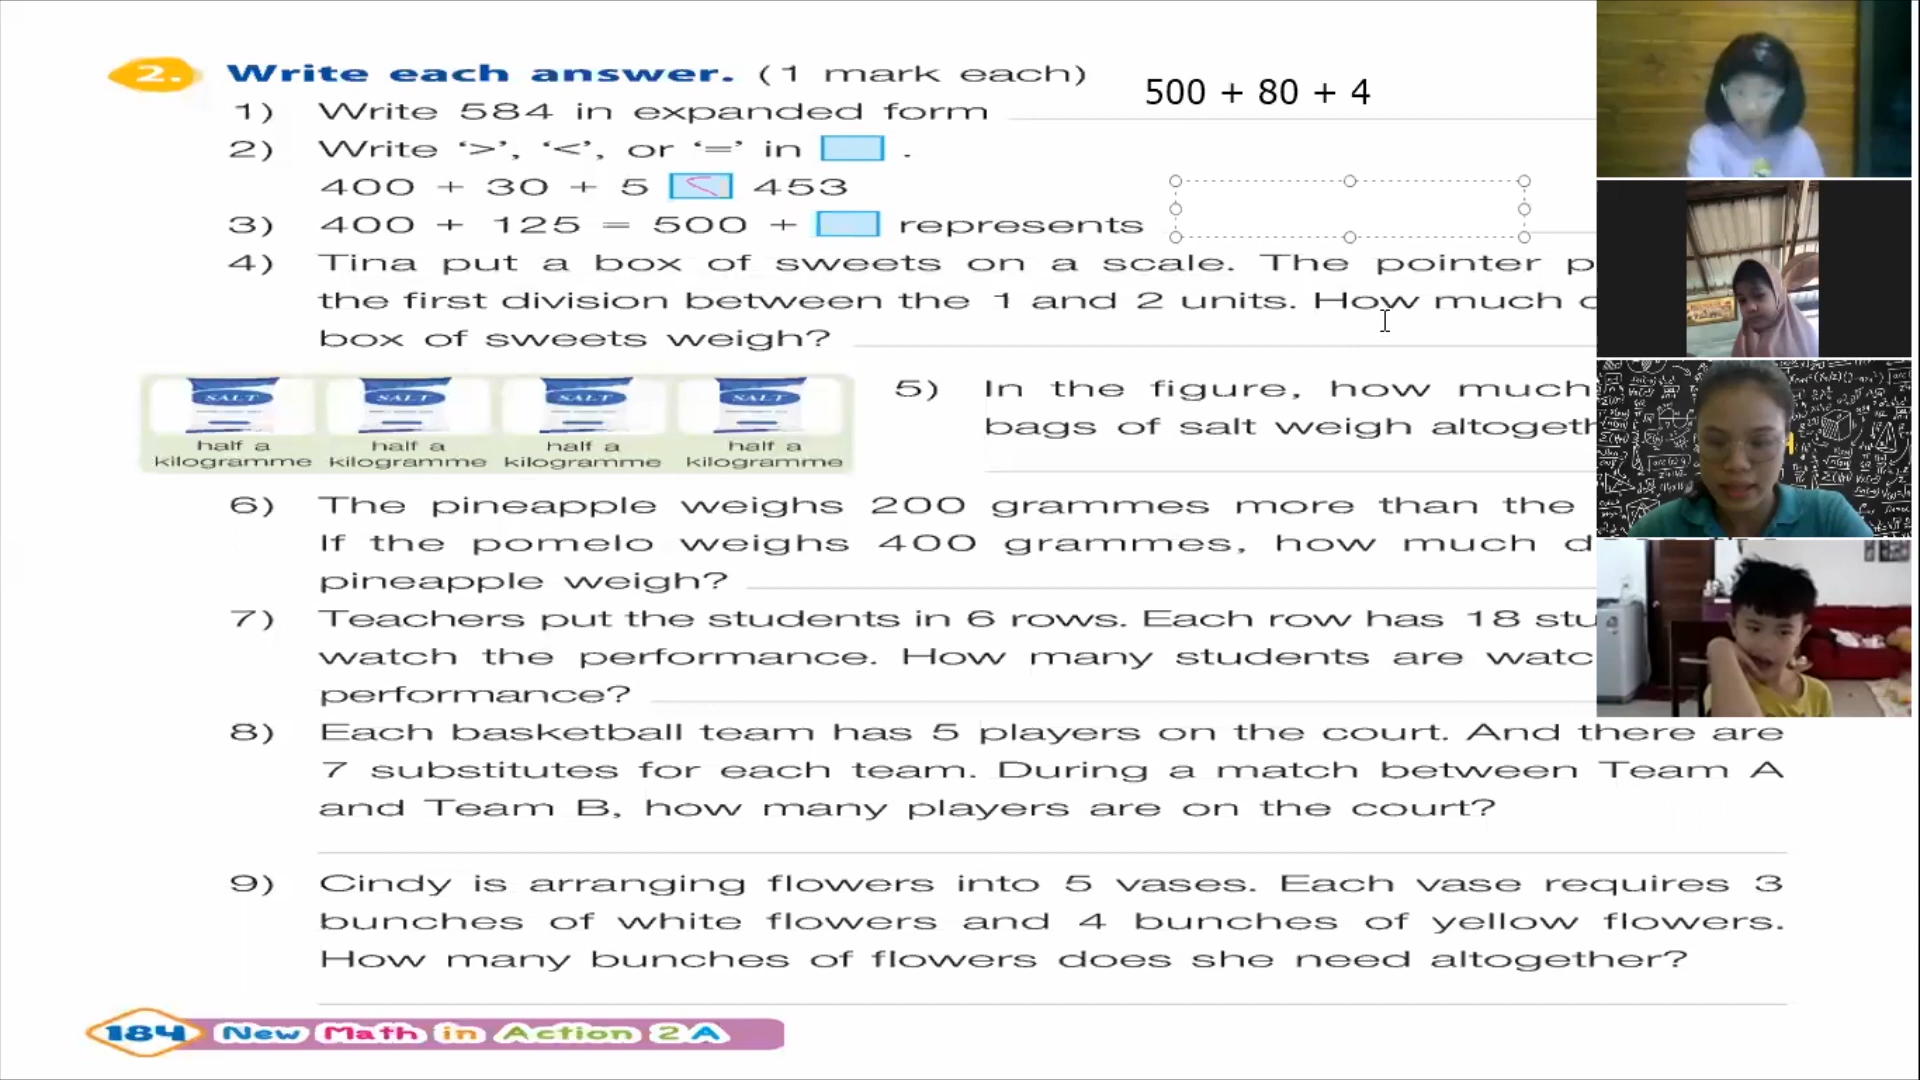 2. Write each answer. (1 mark each)
500 + 80 + 4
1) Write 584 in expanded form
2) Write ‘>’, ‘<’, or ‘=’ in .
400 + 30 + 5 < 453
3) 400 + 125 = 500 + represents
4) Tina put a box of sweets on a scale. The pointer p
the first division between the 1 and 2 units. How much
box of sweets weigh?
SALT SALT SALT SALT
half a half a half a half a
kilogramme kilogramme kilogramme kilogramme
5) In the figure, how much
bags of salt weigh altoget
6) The pineapple weighs 200 grammes more than the
If the pomelo weighs 400 grammes, how much d
pineapple weigh?
7) Teachers put the students in 6 rows. Each row has 18 stu
watch the performance. How many students are watc
performance?
8) Each basketball team has 5 players on the court. And there are
7 substitutes for each team. During a match between Team A
and Team B, how many players are on the court?
9) Cindy is arranging flowers into 5 vases. Each vase requires 3
bunches of white flowers and 4 bunches of yellow flowers.
How many bunches of flowers does she need altogether?
184 New Math in Action 2A